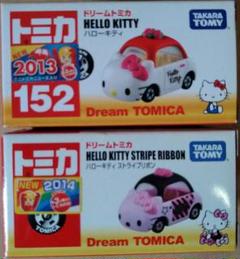 トミカ
ドリームトミカ
HELLO KITTY
ハローキティ
TAKARA TOMY
2013
152
Hello Kitty
Dream TOMICA
トミカ
ドリームトミカ
HELLO KITTY STRIPE RIBBON
ハローキティ ストライプリボン
TAKARA TOMY
NEW
2014
TOMICA
Dream TOMICA